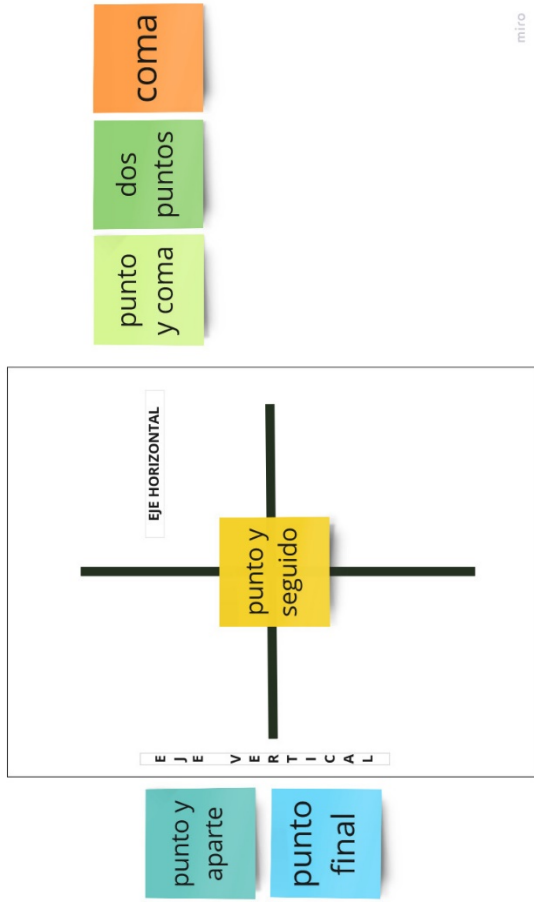 punto y
aparte
punto
final
EJE VERTICAL
EJE HORIZONTAL
punto y
seguido
punto
y coma
dos
puntos
coma
miro